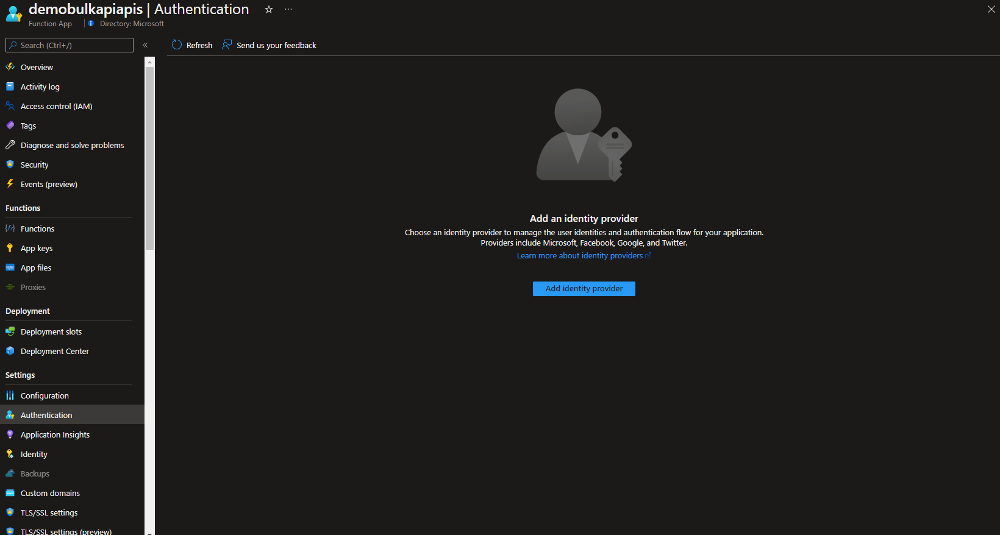 demobulkapiapis | Authentication
Function App
Directory: Microsoft
Search (Ctrl+/)
Overview
Activity log
Access control (IAM)
Tags
Diagnose and solve problems
Security
Events (preview)
Functions
Functions
App keys
App files
Proxies
Deployment
Deployment slots
Deployment Center
Settings
Configuration
Authentication
Application Insights
Identity
Backups
Custom domains
TLS/SSL settings
TLS/SSL settings (preview)
Refresh
Send us your feedback
Add an identity provider
Choose an identity provider to manage the user identities and authentication flow for your application.
Providers include Microsoft, Facebook, Google, and Twitter.
Learn more about identity providers
Add identity provider